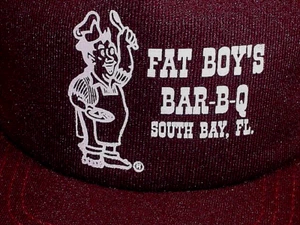 FAT BOY'S
BAR-B-Q
SOUTH BAY, FL.
®